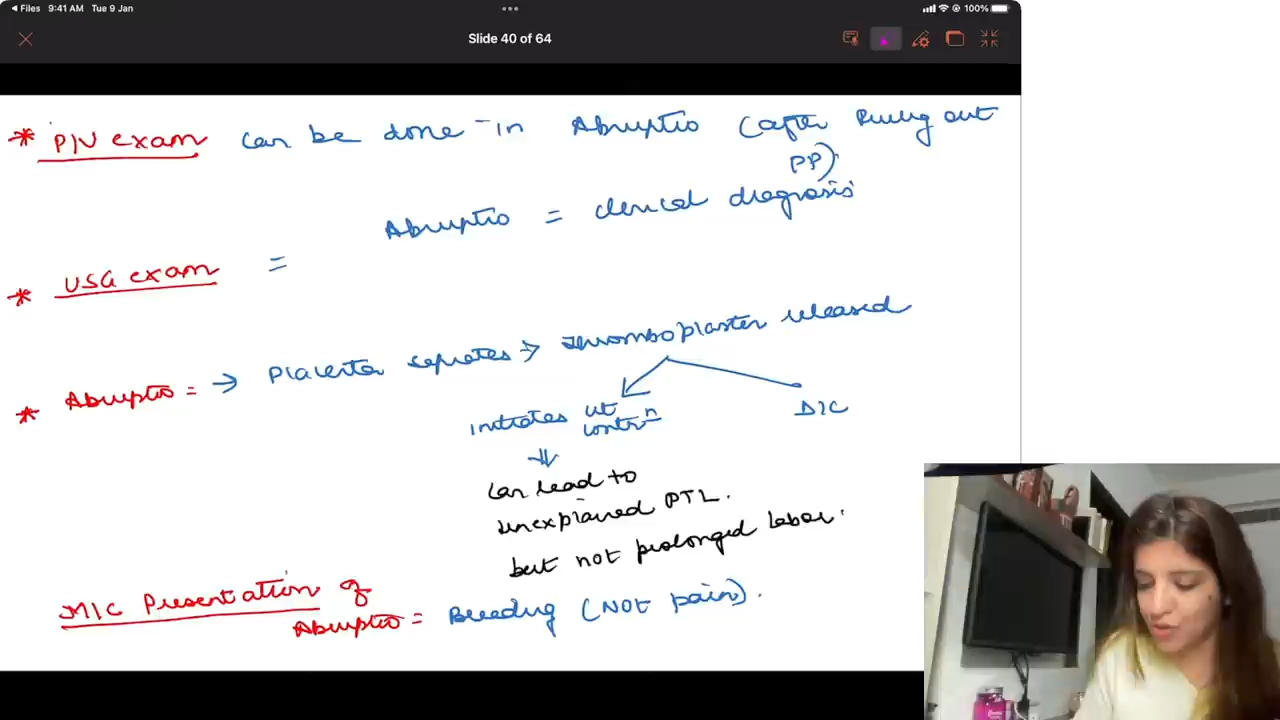 Files 9:41 AM Tue 9 Jan
100%
Slide 40 of 64
* P/V exam can be done in Abruptio (after Ruling out PP).
Abruptio = clinical diagnosis
* USG exam =
* Abruptio = → Placenta seprates → Thromboplaster released
initiates ut contrⁿ
DIC
can lead to
unexplained PTL.
but not prolonged labor.
M/C Presentation of
Abruptio = Bleeding (NOT pain).